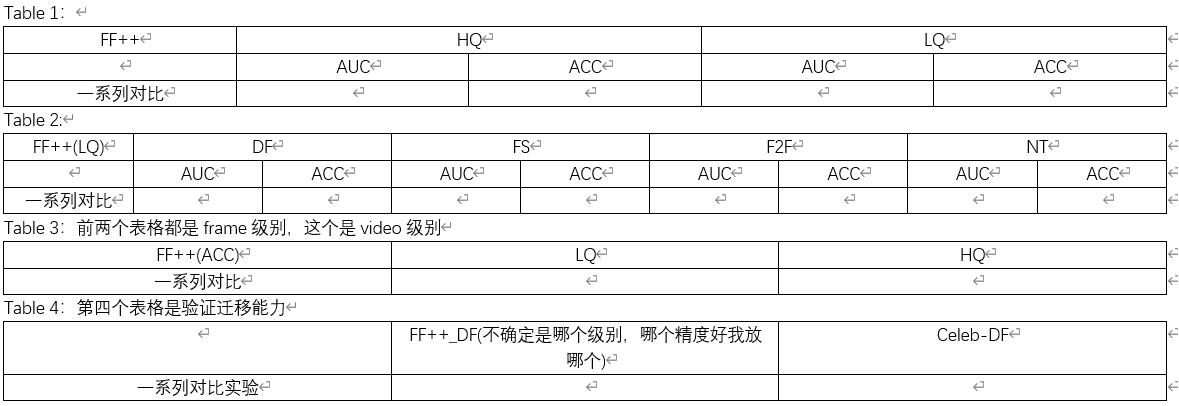 Table 1：
FF++ HQ LQ
AUC ACC AUC ACC
一系列对比
Table 2:
FF++(LQ) DF FS F2F NT
AUC ACC AUC ACC AUC ACC AUC ACC
一系列对比
Table 3：前两个表格都是 frame 级别，这个是 video 级别
FF++(ACC) LQ HQ
一系列对比
Table 4：第四个表格是验证迁移能力
FF++_DF(不确定是哪个级别，哪个精度好我放 Celeb-DF
哪个)
一系列对比实验